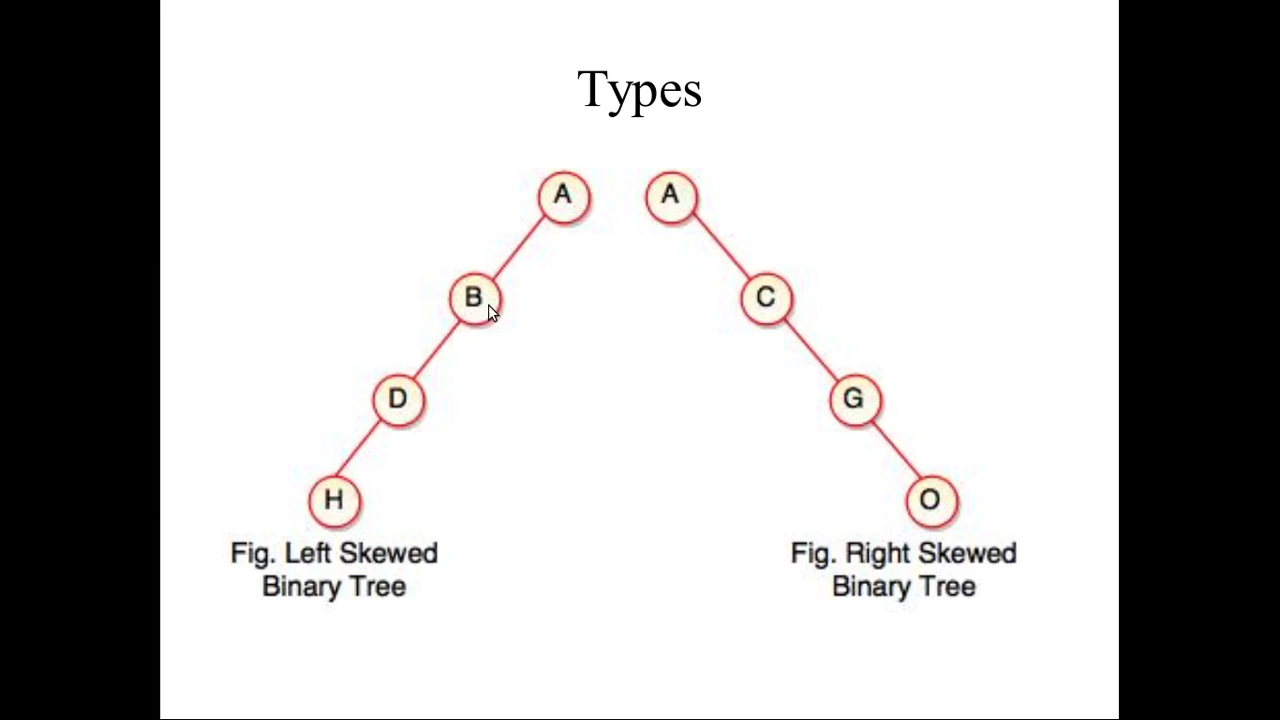 Types
A
A
B
C
D
G
H
O
Fig. Left Skewed
Binary Tree
Fig. Right Skewed
Binary Tree